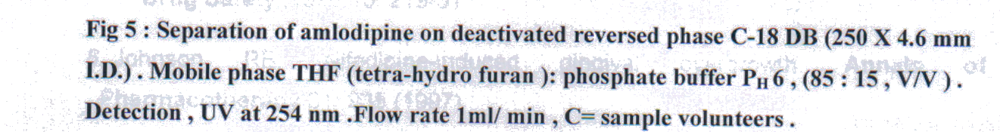 Fig 5 : Separation of amlodipine on deactivated reversed phase C-18 DB (250 X 4.6 mm
I.D.) . Mobile phase THF (tetra-hydro furan ): phosphate buffer PH 6 , (85 : 15 , V/V ) .
Detection , UV at 254 nm .Flow rate 1ml/ min , C= sample volunteers .